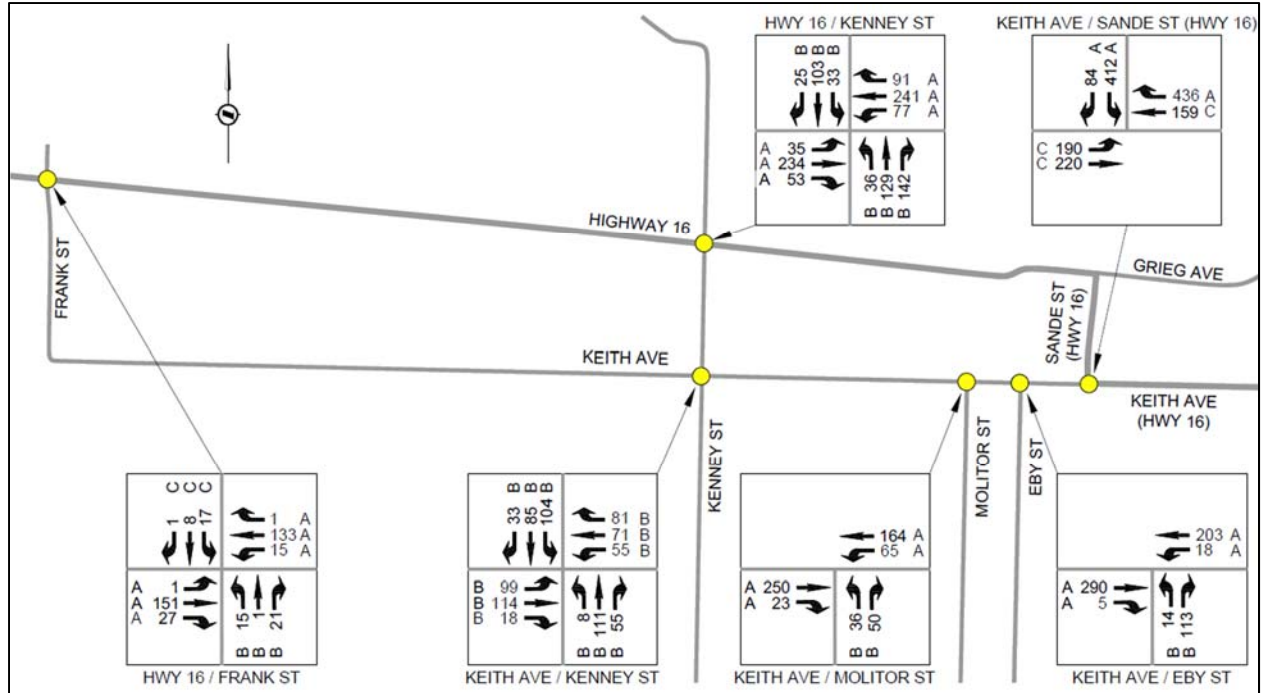 HWY 16 / KENNEY ST
25 B
103 B
33 B
91 A
241 A
77 A
A 35
A 234
A 53
B 36
B 129
B 142
KEITH AVE / SANDE ST (HWY 16)
84 A
412 A
436 A
159 C
C 190
C 220
HIGHWAY 16
GRIEG AVE
FRANK ST
SANDE ST
(HWY 16)
KEITH AVE
KEITH AVE
(HWY 16)
KENNEY ST
MOLITOR ST
EBY ST
1 C
8 C
17 C
1 A
133 A
15 A
A 1
A 151
A 27
B 15
B 1
B 21
HWY 16 / FRANK ST
33 B
85 B
104 B
81 B
71 B
55 B
B 99
B 114
B 18
B 8
B 111
B 55
KEITH AVE / KENNEY ST
164 A
65 A
A 250
A 23
B 36
B 50
KEITH AVE / MOLITOR ST
203 A
18 A
A 290
A 5
B 14
B 113
KEITH AVE / EBY ST